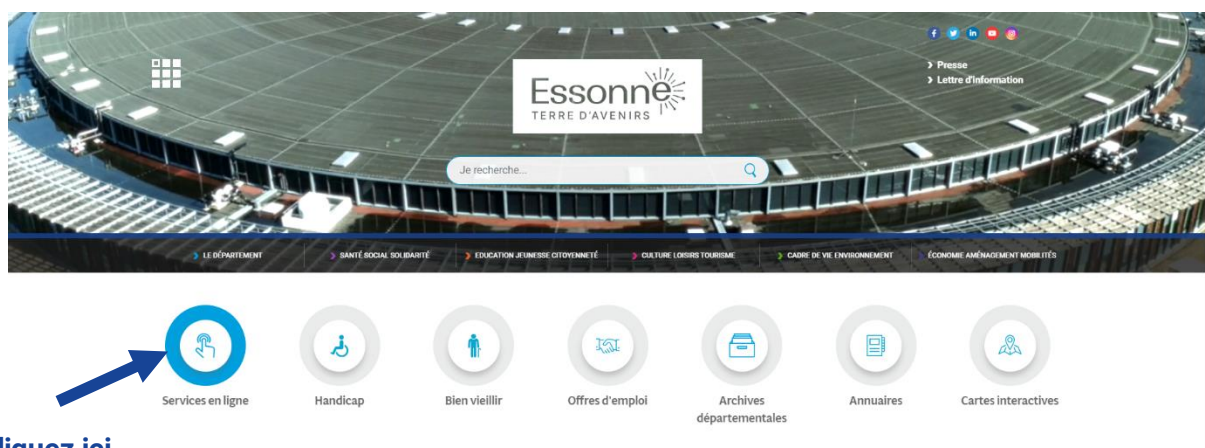 Presse
Lettre d'information
Essonne
TERRE D'AVENIRS
Je recherche...
LE DÉPARTEMENT
SANTÉ SOCIAL SOLIDARITÉ
EDUCATION JEUNESSE CITOYENNETÉ
CULTURE LOISIRS TOURISME
CADRE DE VIE ENVIRONNEMENT
ÉCONOMIE AMÉNAGEMENT MOBILITÉS
Services en ligne
Handicap
Bien vieillir
Offres d'emploi
Archives
départementales
Annuaires
Cartes interactives
ici